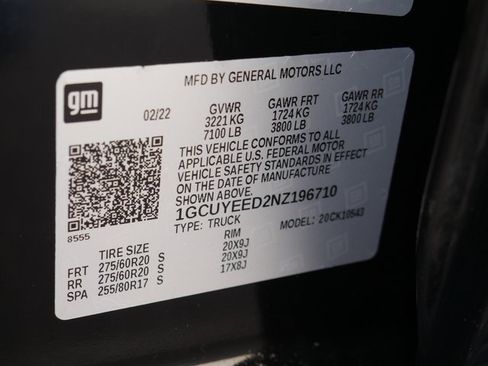 gm
MFD BY GENERAL MOTORS LLC
02/22 GVWR GAWR FRT GAWR RR
3221 KG 1724 KG 1724 KG
7100 LB 3800 LB 3800 LB
THIS VEHICLE CONFORMS TO ALL
APPLICABLE U.S. FEDERAL MOTOR
VEHICLE SAFETY STANDARDS IN EFFECT
ON THE DATE OF MANUFACTURE
SHOWN ABOVE.
1GCUYEED2NZ196710
8555 TYPE: TRUCK MODEL: 20CK10543
TIRE SIZE RIM
FRT 275/60R20 S 20X9J
RR 275/60R20 S 20X9J
SPA 255/80R17 S 17X8J